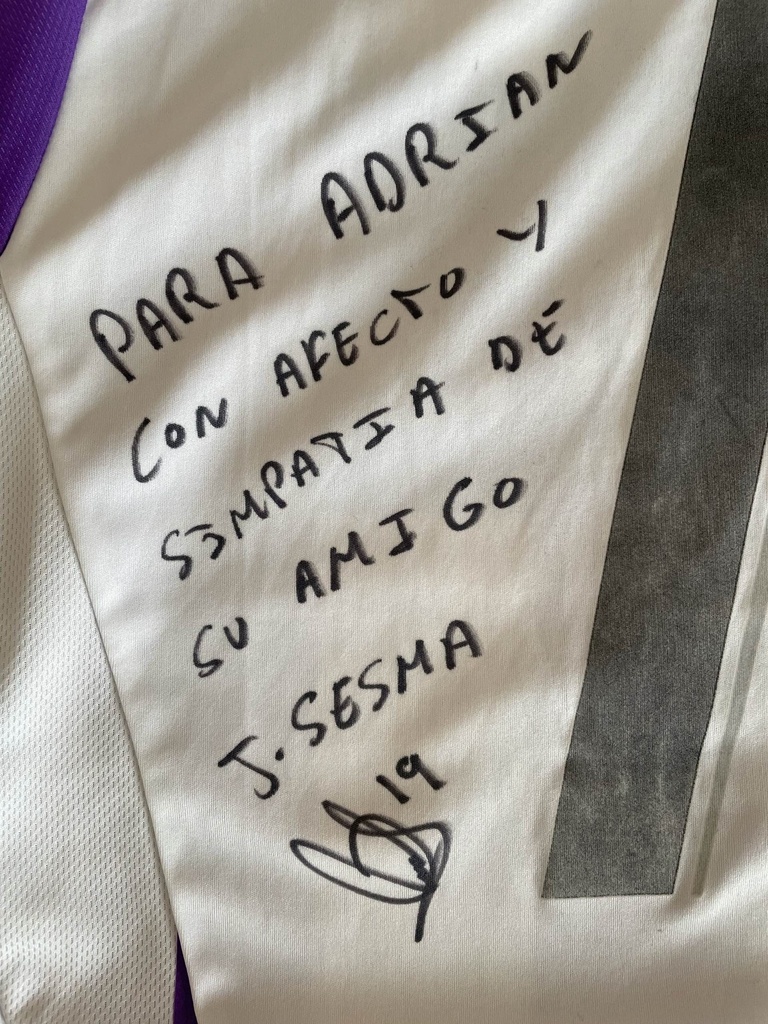 PARA ADRIAN
CON AFECTO Y
SIMPATIA DE
SU AMIGO
J. SESMA
19